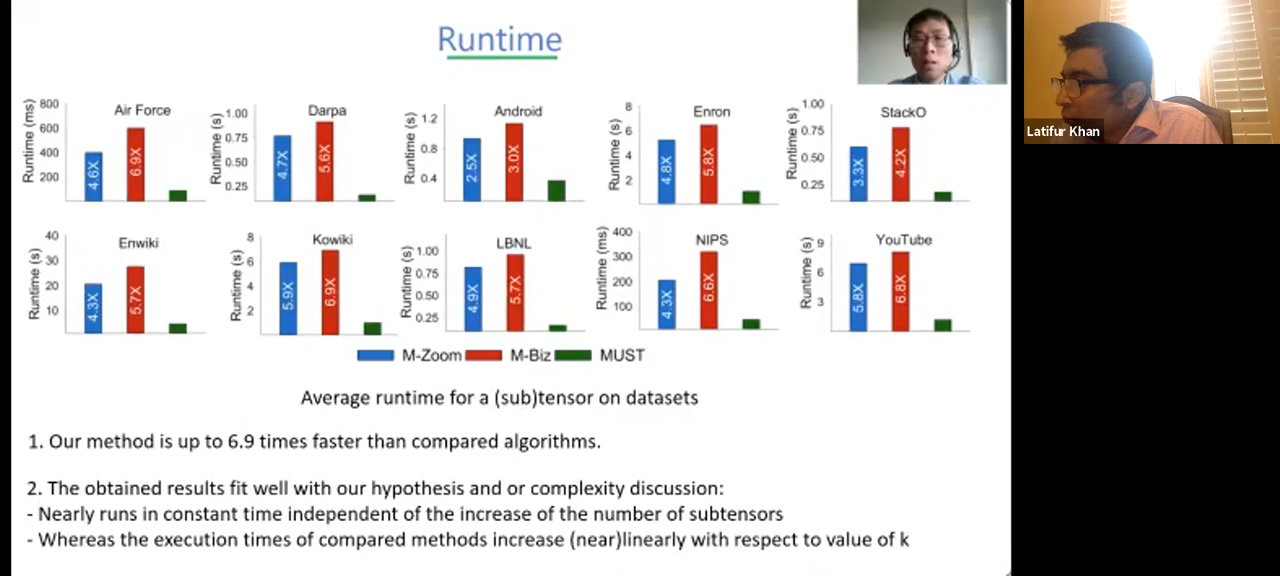 Runtime
Latifur Khan
Air Force
Runtime (ms)
800
600
400
200
4.6X
6.9X
Darpa
Runtime (s)
1.00
0.75
0.50
0.25
4.7X
5.6X
Android
Runtime (s)
1.2
0.8
0.4
2.5X
3.0X
Enron
Runtime (s)
8
6
4
2
4.8X
5.8X
StackO
Runtime (s)
1.00
0.75
0.50
0.25
3.3X
4.2X
Enwiki
Runtime (s)
40
30
20
10
4.3X
5.7X
Kowiki
Runtime (s)
8
6
4
2
5.9X
6.9X
LBNL
Runtime (s)
1.00
0.75
0.50
0.25
4.9X
5.7X
NIPS
Runtime (ms)
400
300
200
100
4.3X
6.6X
YouTube
Runtime (s)
9
6
3
5.8X
6.8X
M-Zoom M-Biz MUST
Average runtime for a (sub)tensor on datasets
1. Our method is up to 6.9 times faster than compared algorithms.
2. The obtained results fit well with our hypothesis and or complexity discussion:
- Nearly runs in constant time independent of the increase of the number of subtensors
- Whereas the execution times of compared methods increase (near)linearly with respect to value of k